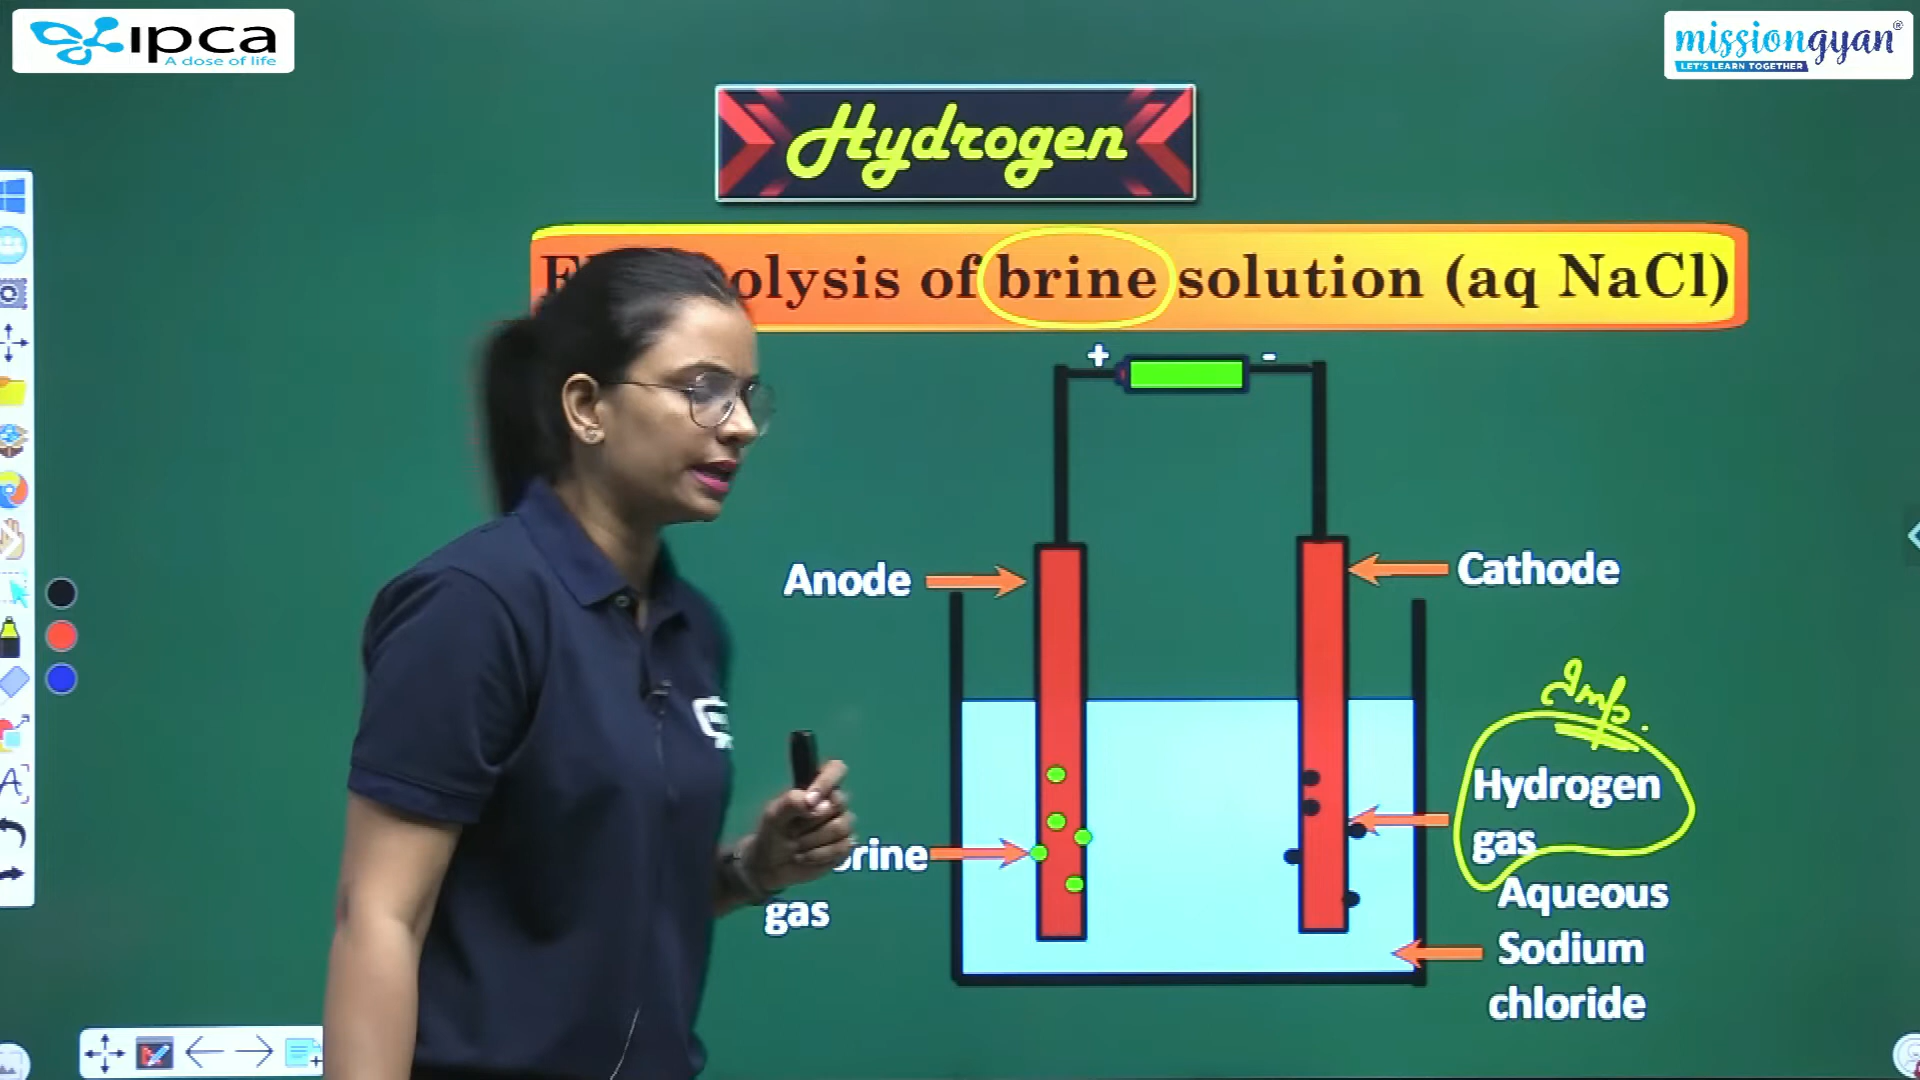 ipca
A dose of life
missiongyan®
LET'S LEARN TOGETHER
Hydrogen
olysis of brine solution (aq NaCl)
+ -
Anode
Cathode
Imp.
Hydrogen
gas
rine
gas
Aqueous
Sodium
chloride